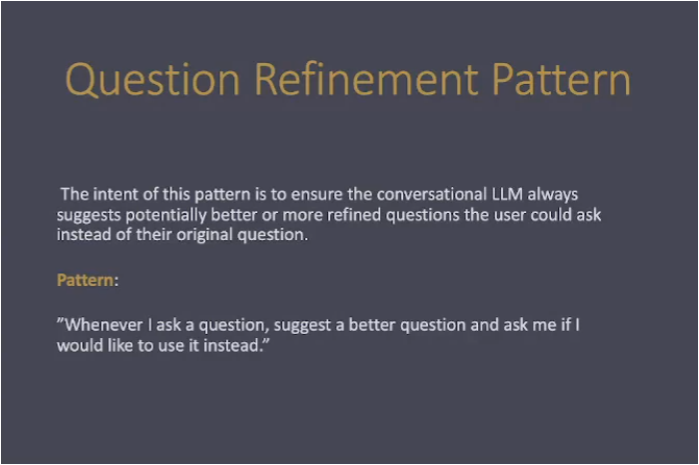 Question Refinement Pattern
The intent of this pattern is to ensure the conversational LLM always
suggests potentially better or more refined questions the user could ask
instead of their original question.
Pattern:
”Whenever I ask a question, suggest a better question and ask me if I
would like to use it instead.”